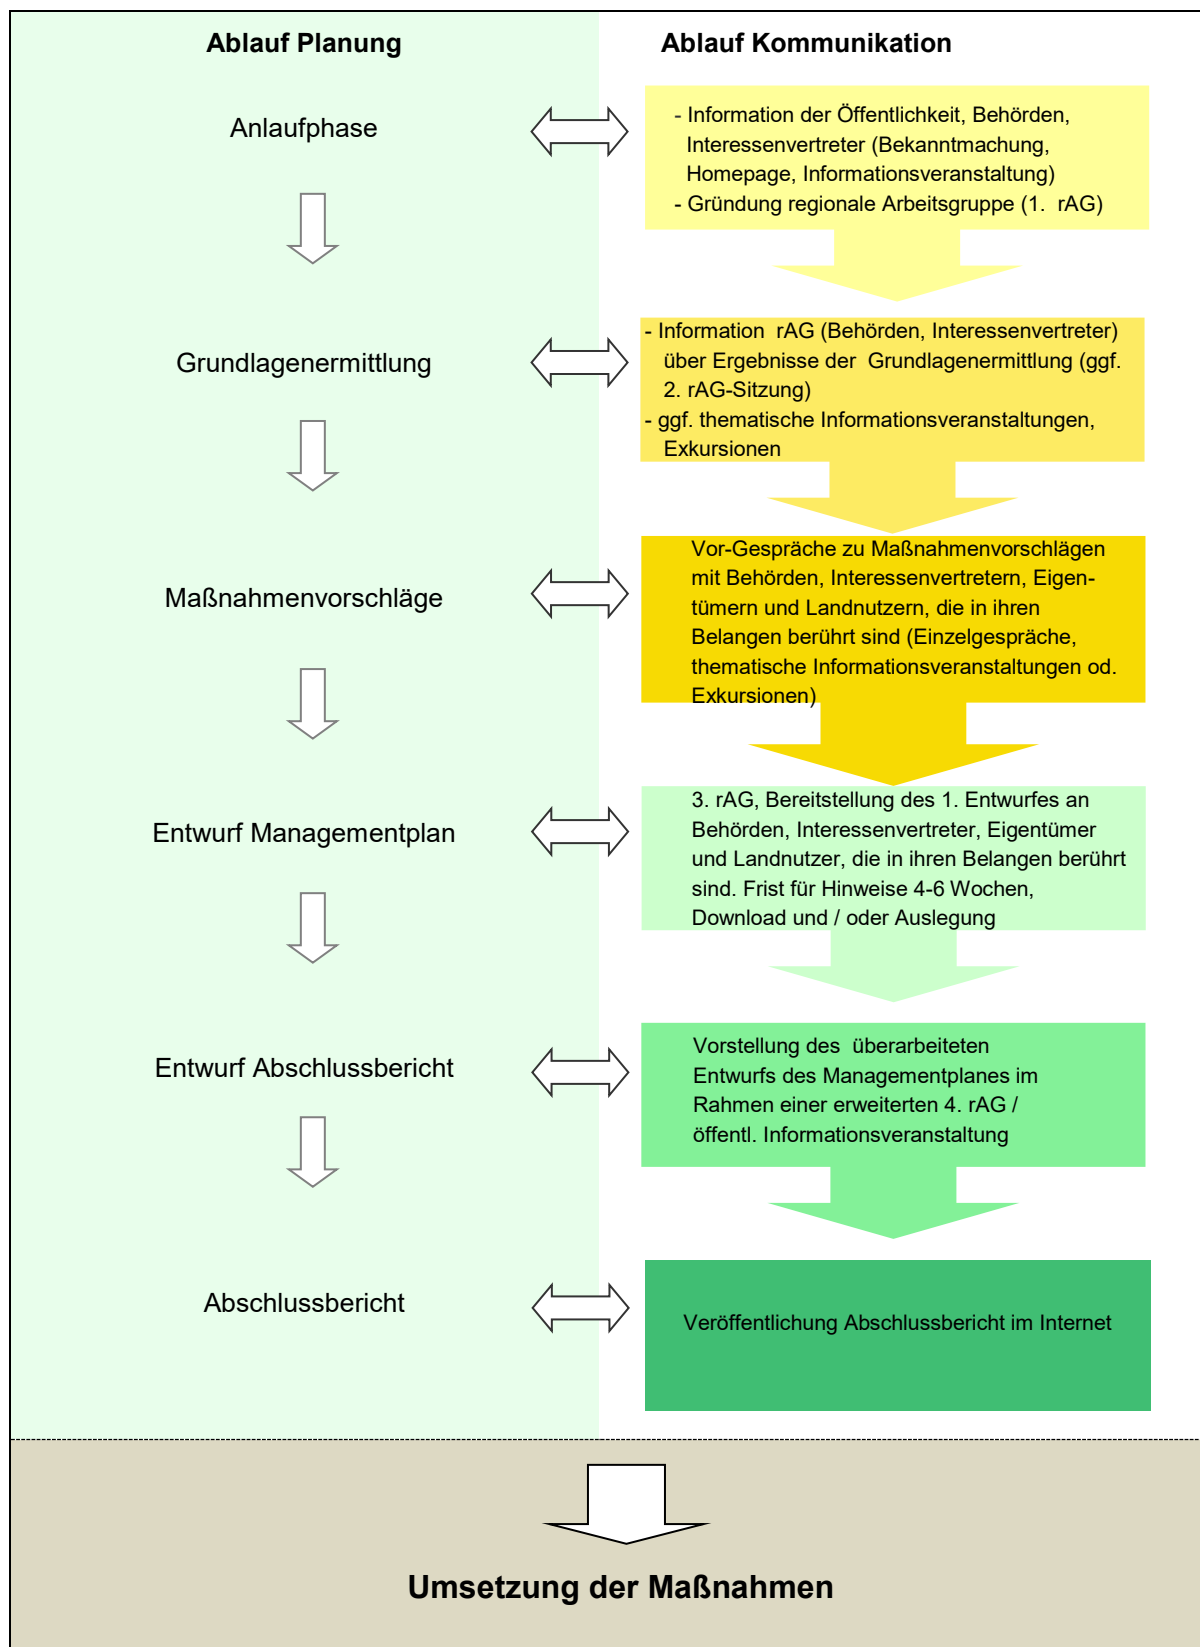 Ablauf Planung
Ablauf Kommunikation
Anlaufphase
- Information der Öffentlichkeit, Behörden,
Interessenvertreter (Bekanntmachung,
Homepage, Informationsveranstaltung)
- Gründung regionale Arbeitsgruppe (1. rAG)
Grundlagenermittlung
- Information rAG (Behörden, Interessenvertreter)
über Ergebnisse der Grundlagenermittlung (ggf.
2. rAG-Sitzung)
- ggf. thematische Informationsveranstaltungen,
Exkursionen
Maßnahmenvorschläge
Vor-Gespräche zu Maßnahmenvorschlägen
mit Behörden, Interessenvertretern, Eigen-
tümern und Landnutzern, die in ihren
Belangen berührt sind (Einzelgespräche,
thematische Informationsveranstaltungen od.
Exkursionen)
Entwurf Managementplan
3. rAG, Bereitstellung des 1. Entwurfes an
Behörden, Interessenvertreter, Eigentümer
und Landnutzer, die in ihren Belangen berührt
sind. Frist für Hinweise 4-6 Wochen,
Download und / oder Auslegung
Entwurf Abschlussbericht
Vorstellung des überarbeiteten
Entwurfs des Managementplanes im
Rahmen einer erweiterten 4. rAG /
öffentl. Informationsveranstaltung
Abschlussbericht
Veröffentlichung Abschlussbericht im Internet
Umsetzung der Maßnahmen